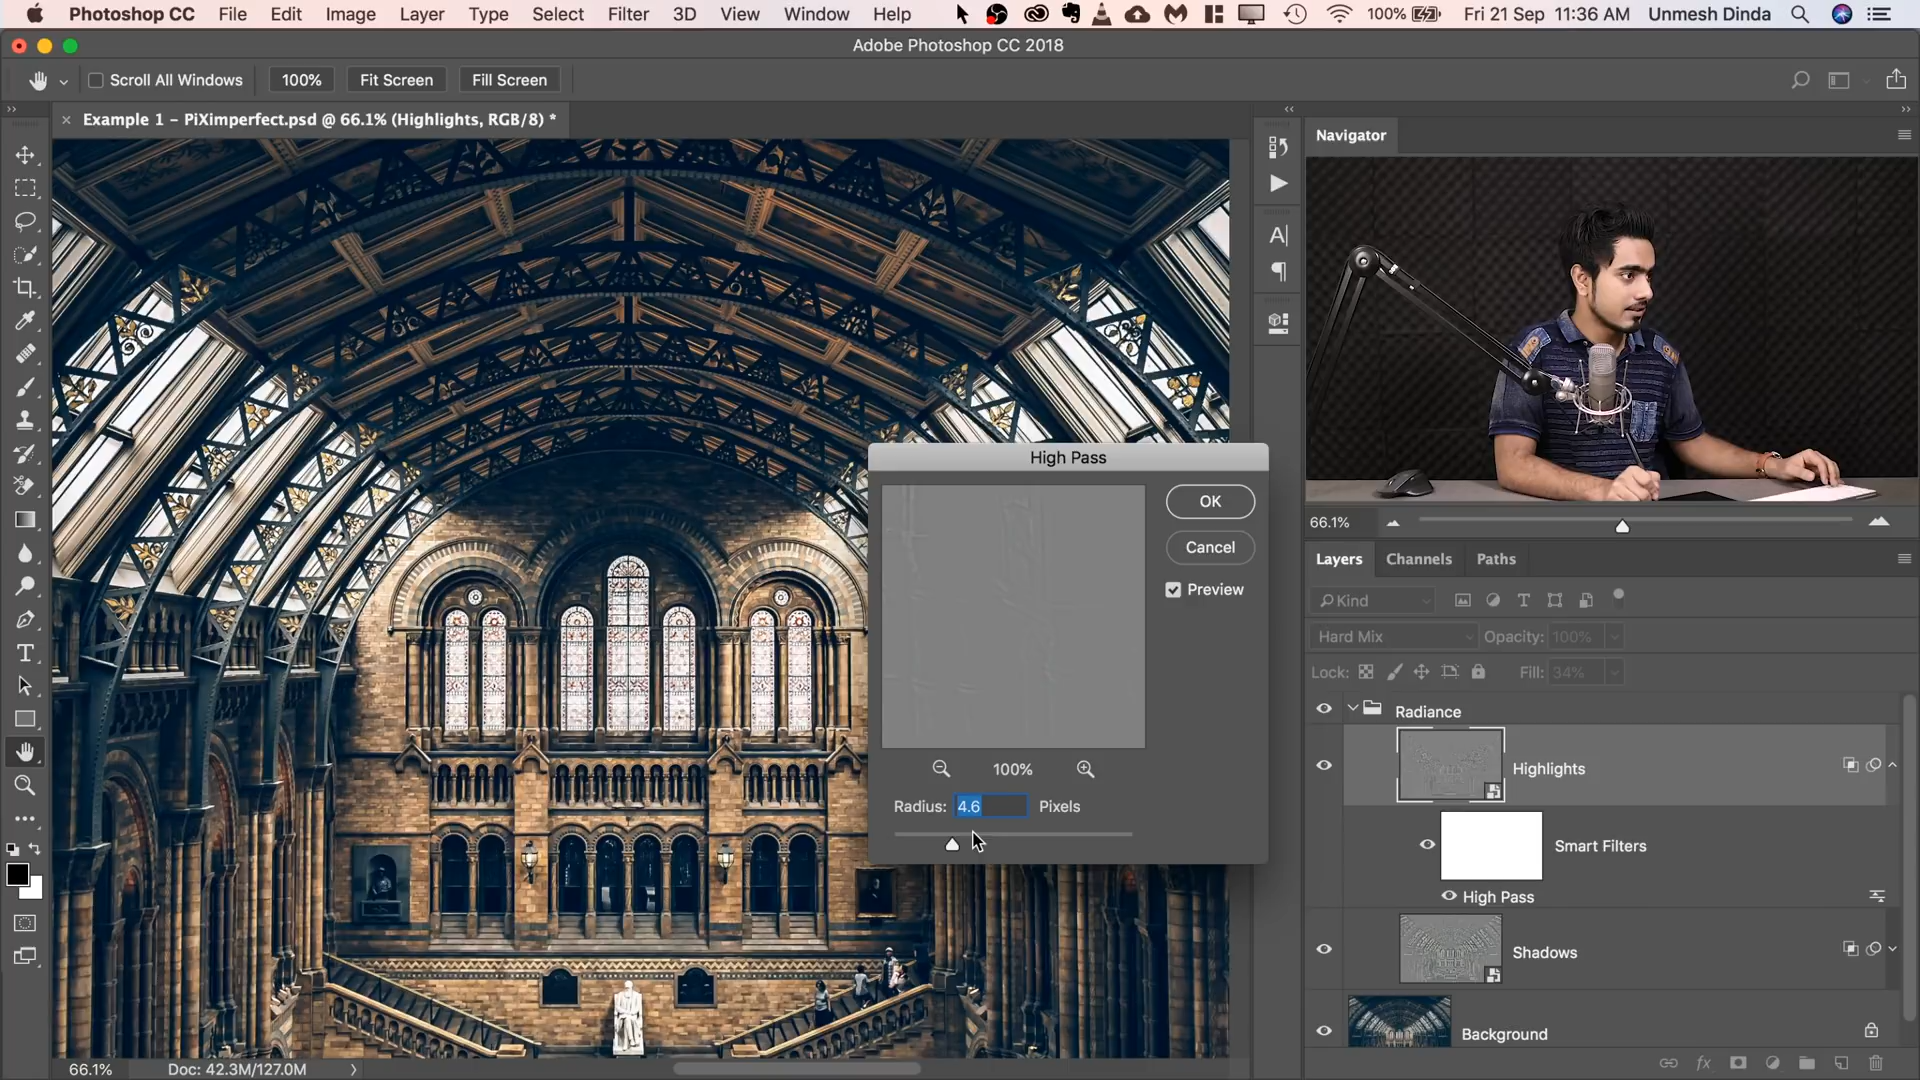 Photoshop CC File Edit Image Layer Type Select Filter 3D View Window Help 100% Fri 21 Sep 11:36 AM Unmesh Dinda
Adobe Photoshop CC 2018
Scroll All Windows 100% Fit Screen Fill Screen
Example 1 - PiXimperfect.psd @ 66.1% (Highlights, RGB/8) *
Navigator
High Pass
OK
Cancel
Preview
100%
Radius: 4.6 Pixels
66.1%
Layers Channels Paths
Kind
Hard Mix Opacity: 100%
Lock: Fill: 34%
Radiance
Highlights
Smart Filters
High Pass
Shadows
Background
fx
66.1% Doc: 42.3M/127.0M